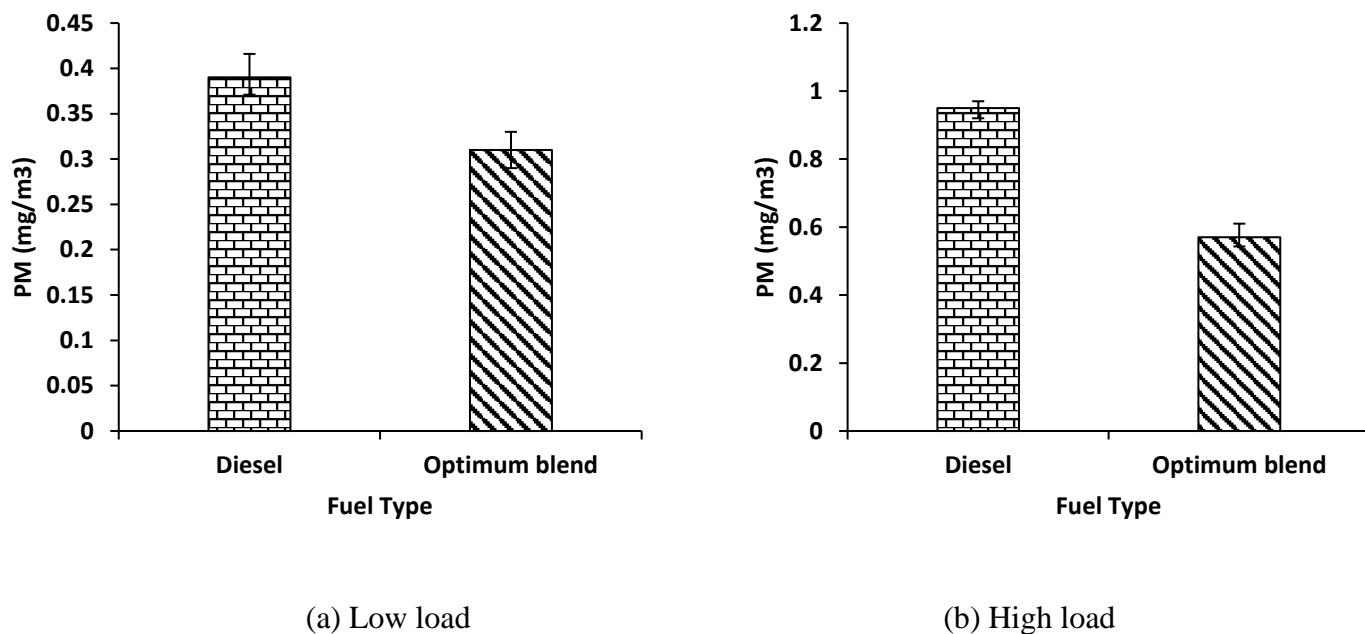 0.45
0.4
0.35
0.3
0.25
0.2
0.15
0.1
0.05
0
PM (mg/m3)
Diesel
Optimum blend
Fuel Type
(a) Low load
1.2
1
0.8
0.6
0.4
0.2
0
PM (mg/m3)
Diesel
Optimum blend
Fuel Type
(b) High load